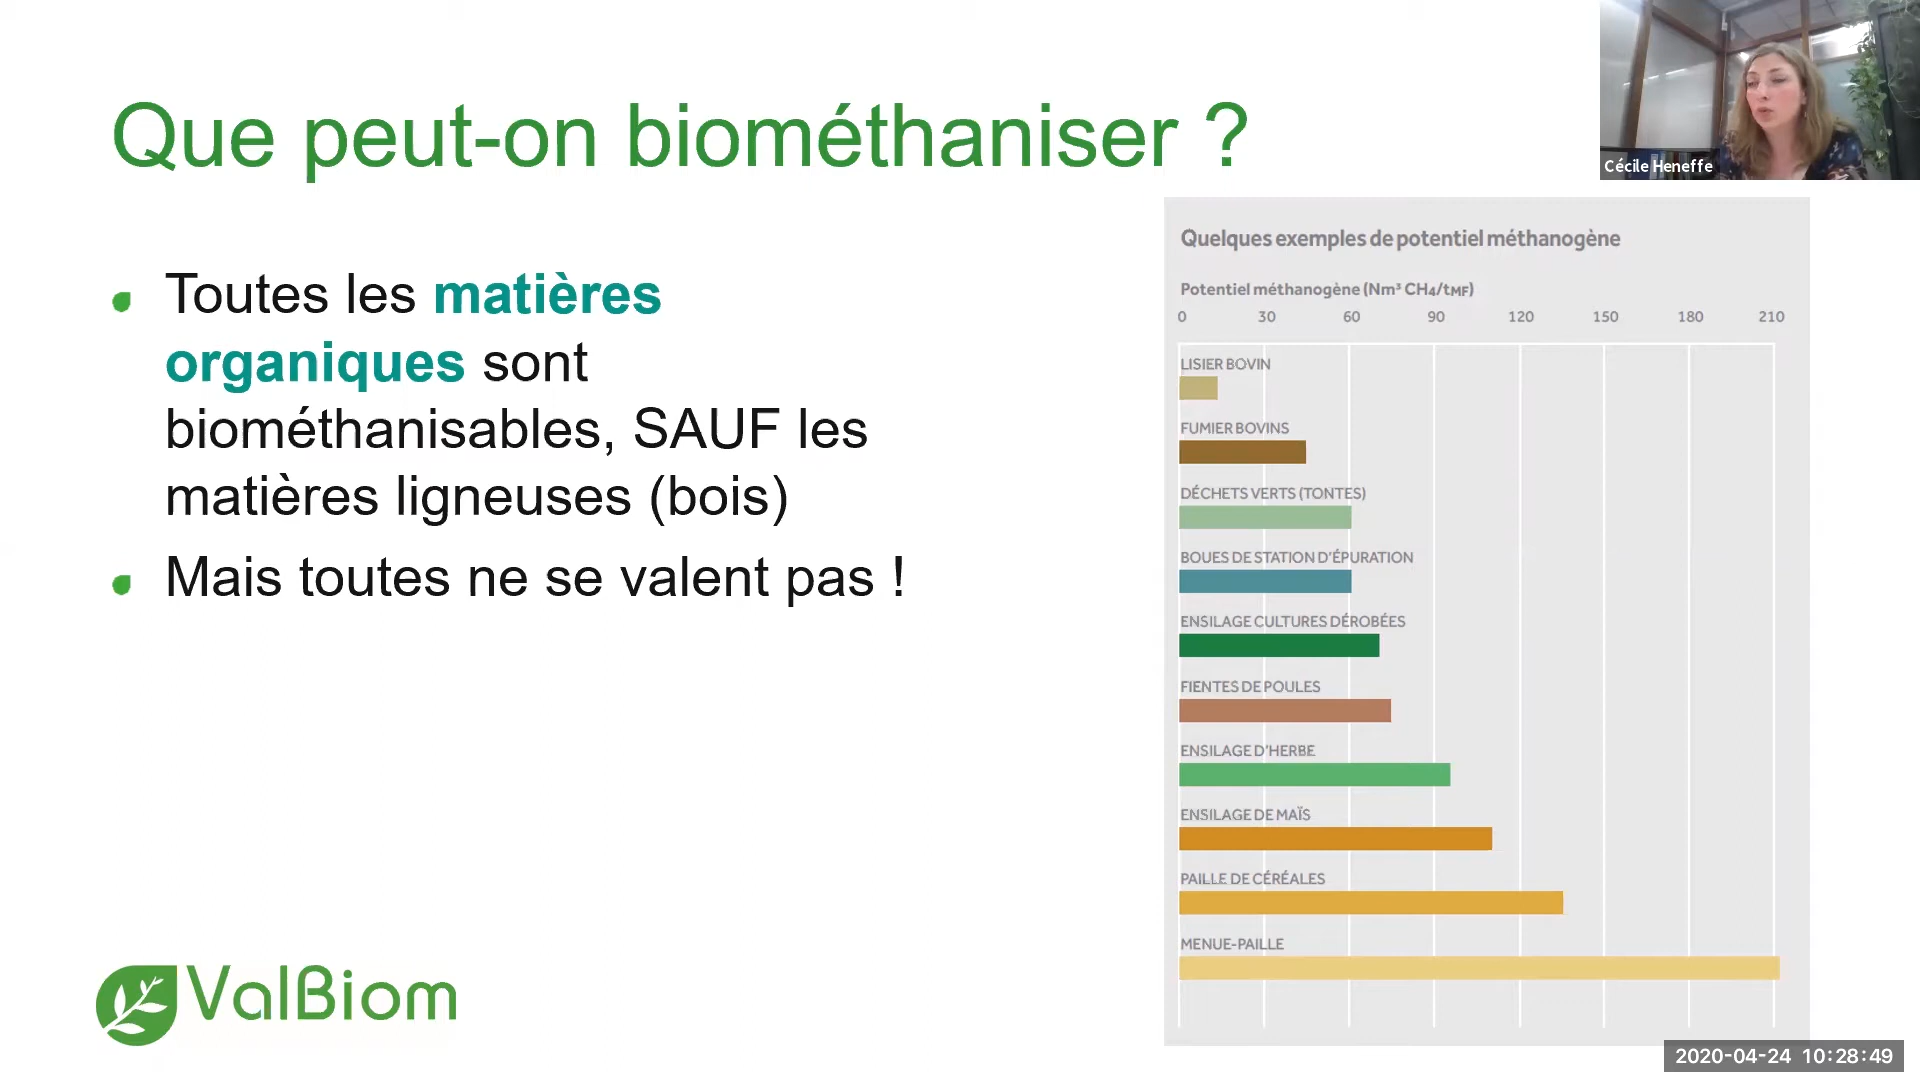 Que peut-on biométhaniser ?
Cécile Heneffe
Toutes les matières
organiques sont
biométhanisables, SAUF les
matières ligneuses (bois)
Mais toutes ne se valent pas !
ValBiom
Quelques exemples de potentiel méthanogène
Potentiel méthanogène (Nm³ CH4/tMF)
0 30 60 90 120 150 180 210
LISIER BOVIN
FUMIER BOVINS
DÉCHETS VERTS (TONTES)
BOUES DE STATION D'ÉPURATION
ENSILAGE CULTURES DÉROBÉES
FIENTES DE POULES
ENSILAGE D'HERBE
ENSILAGE DE MAÏS
PAILLE DE CÉRÉALES
MENUE-PAILLE
2020-04-24 10:28:49